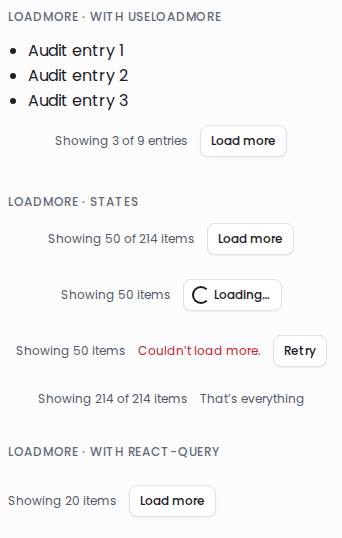 LOADMORE · WITH USELOADMORE
• Audit entry 1
• Audit entry 2
• Audit entry 3
Showing 3 of 9 entries Load more
LOADMORE · STATES
Showing 50 of 214 items Load more
Showing 50 items Loading…
Showing 50 items Couldn’t load more. Retry
Showing 214 of 214 items That’s everything
LOADMORE · WITH REACT-QUERY
Showing 20 items Load more